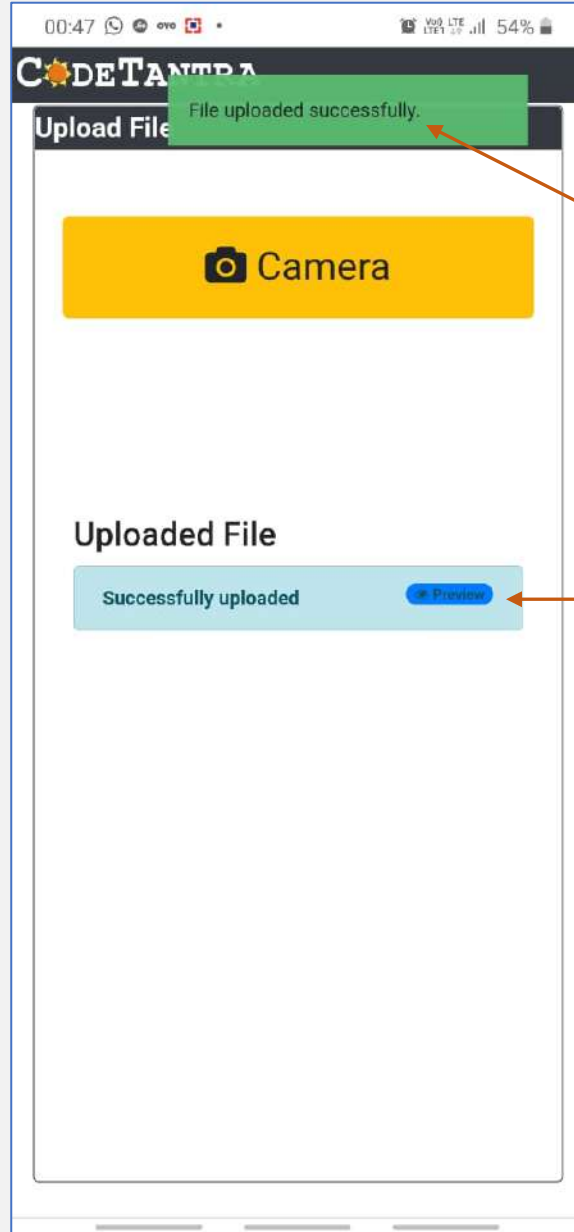 00:47 54%
CODETANTRA
File uploaded successfully.
Upload File
Camera
Uploaded File
Successfully uploaded Preview